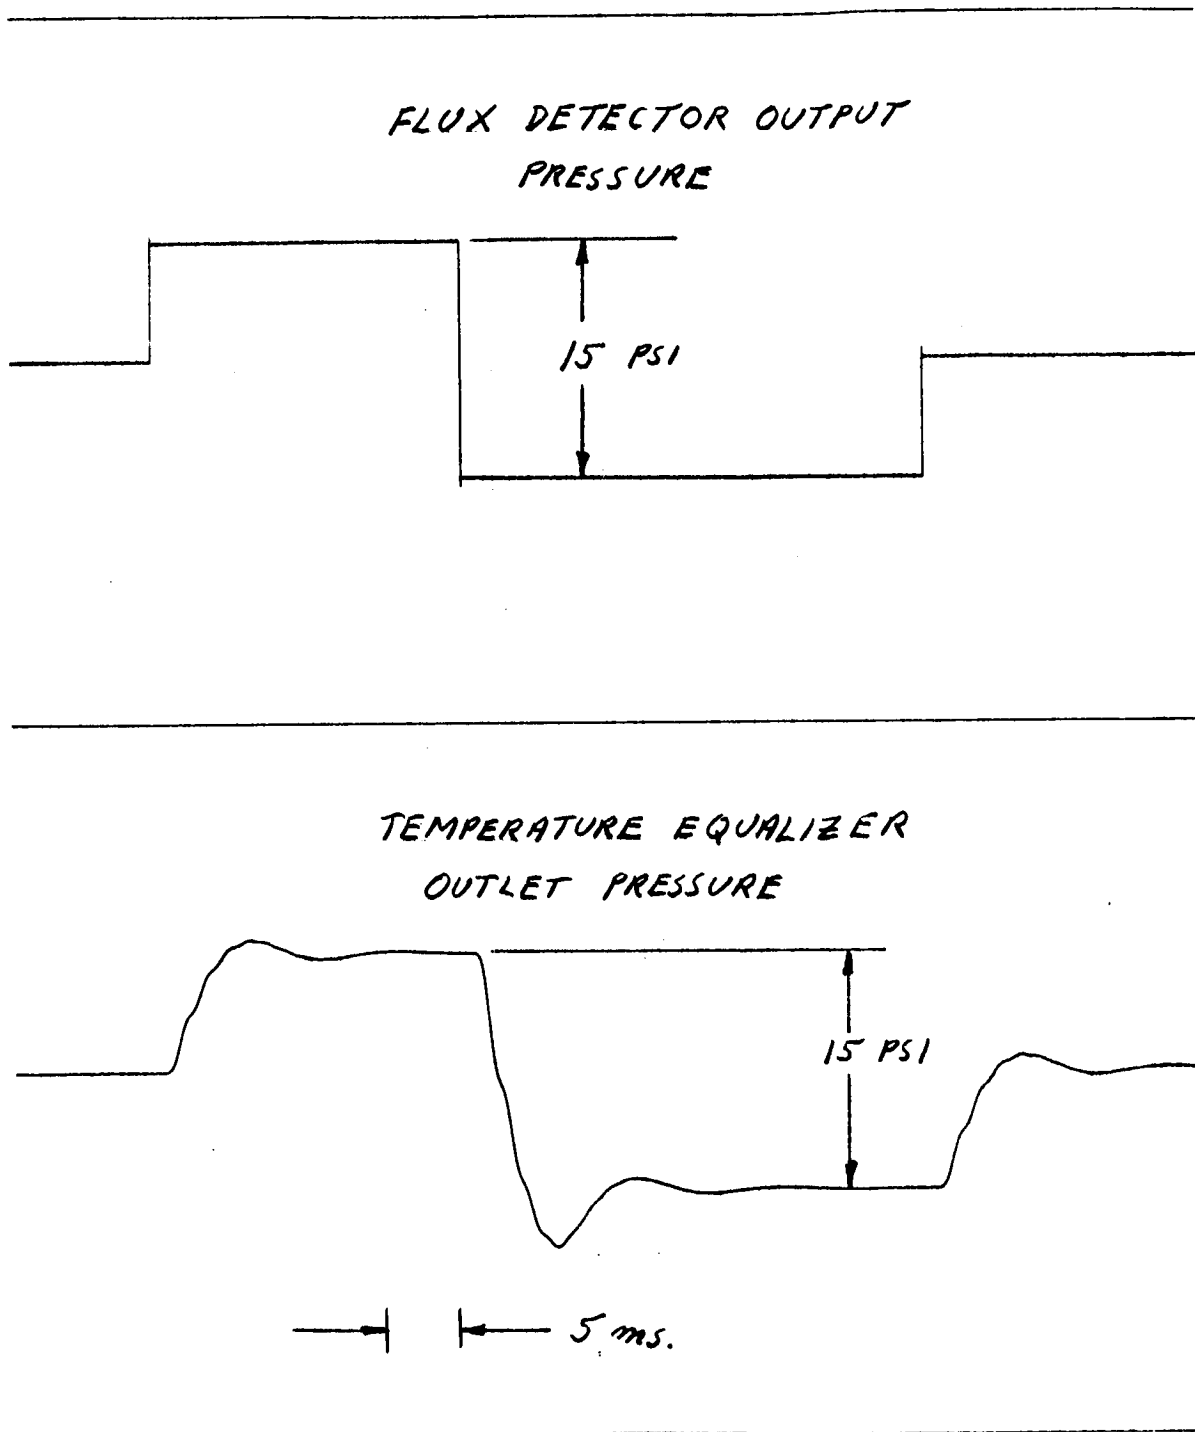 FLUX DETECTOR OUTPUT
PRESSURE
15 PSI
TEMPERATURE EQUALIZER
OUTLET PRESSURE
15 PSI
5 ms.